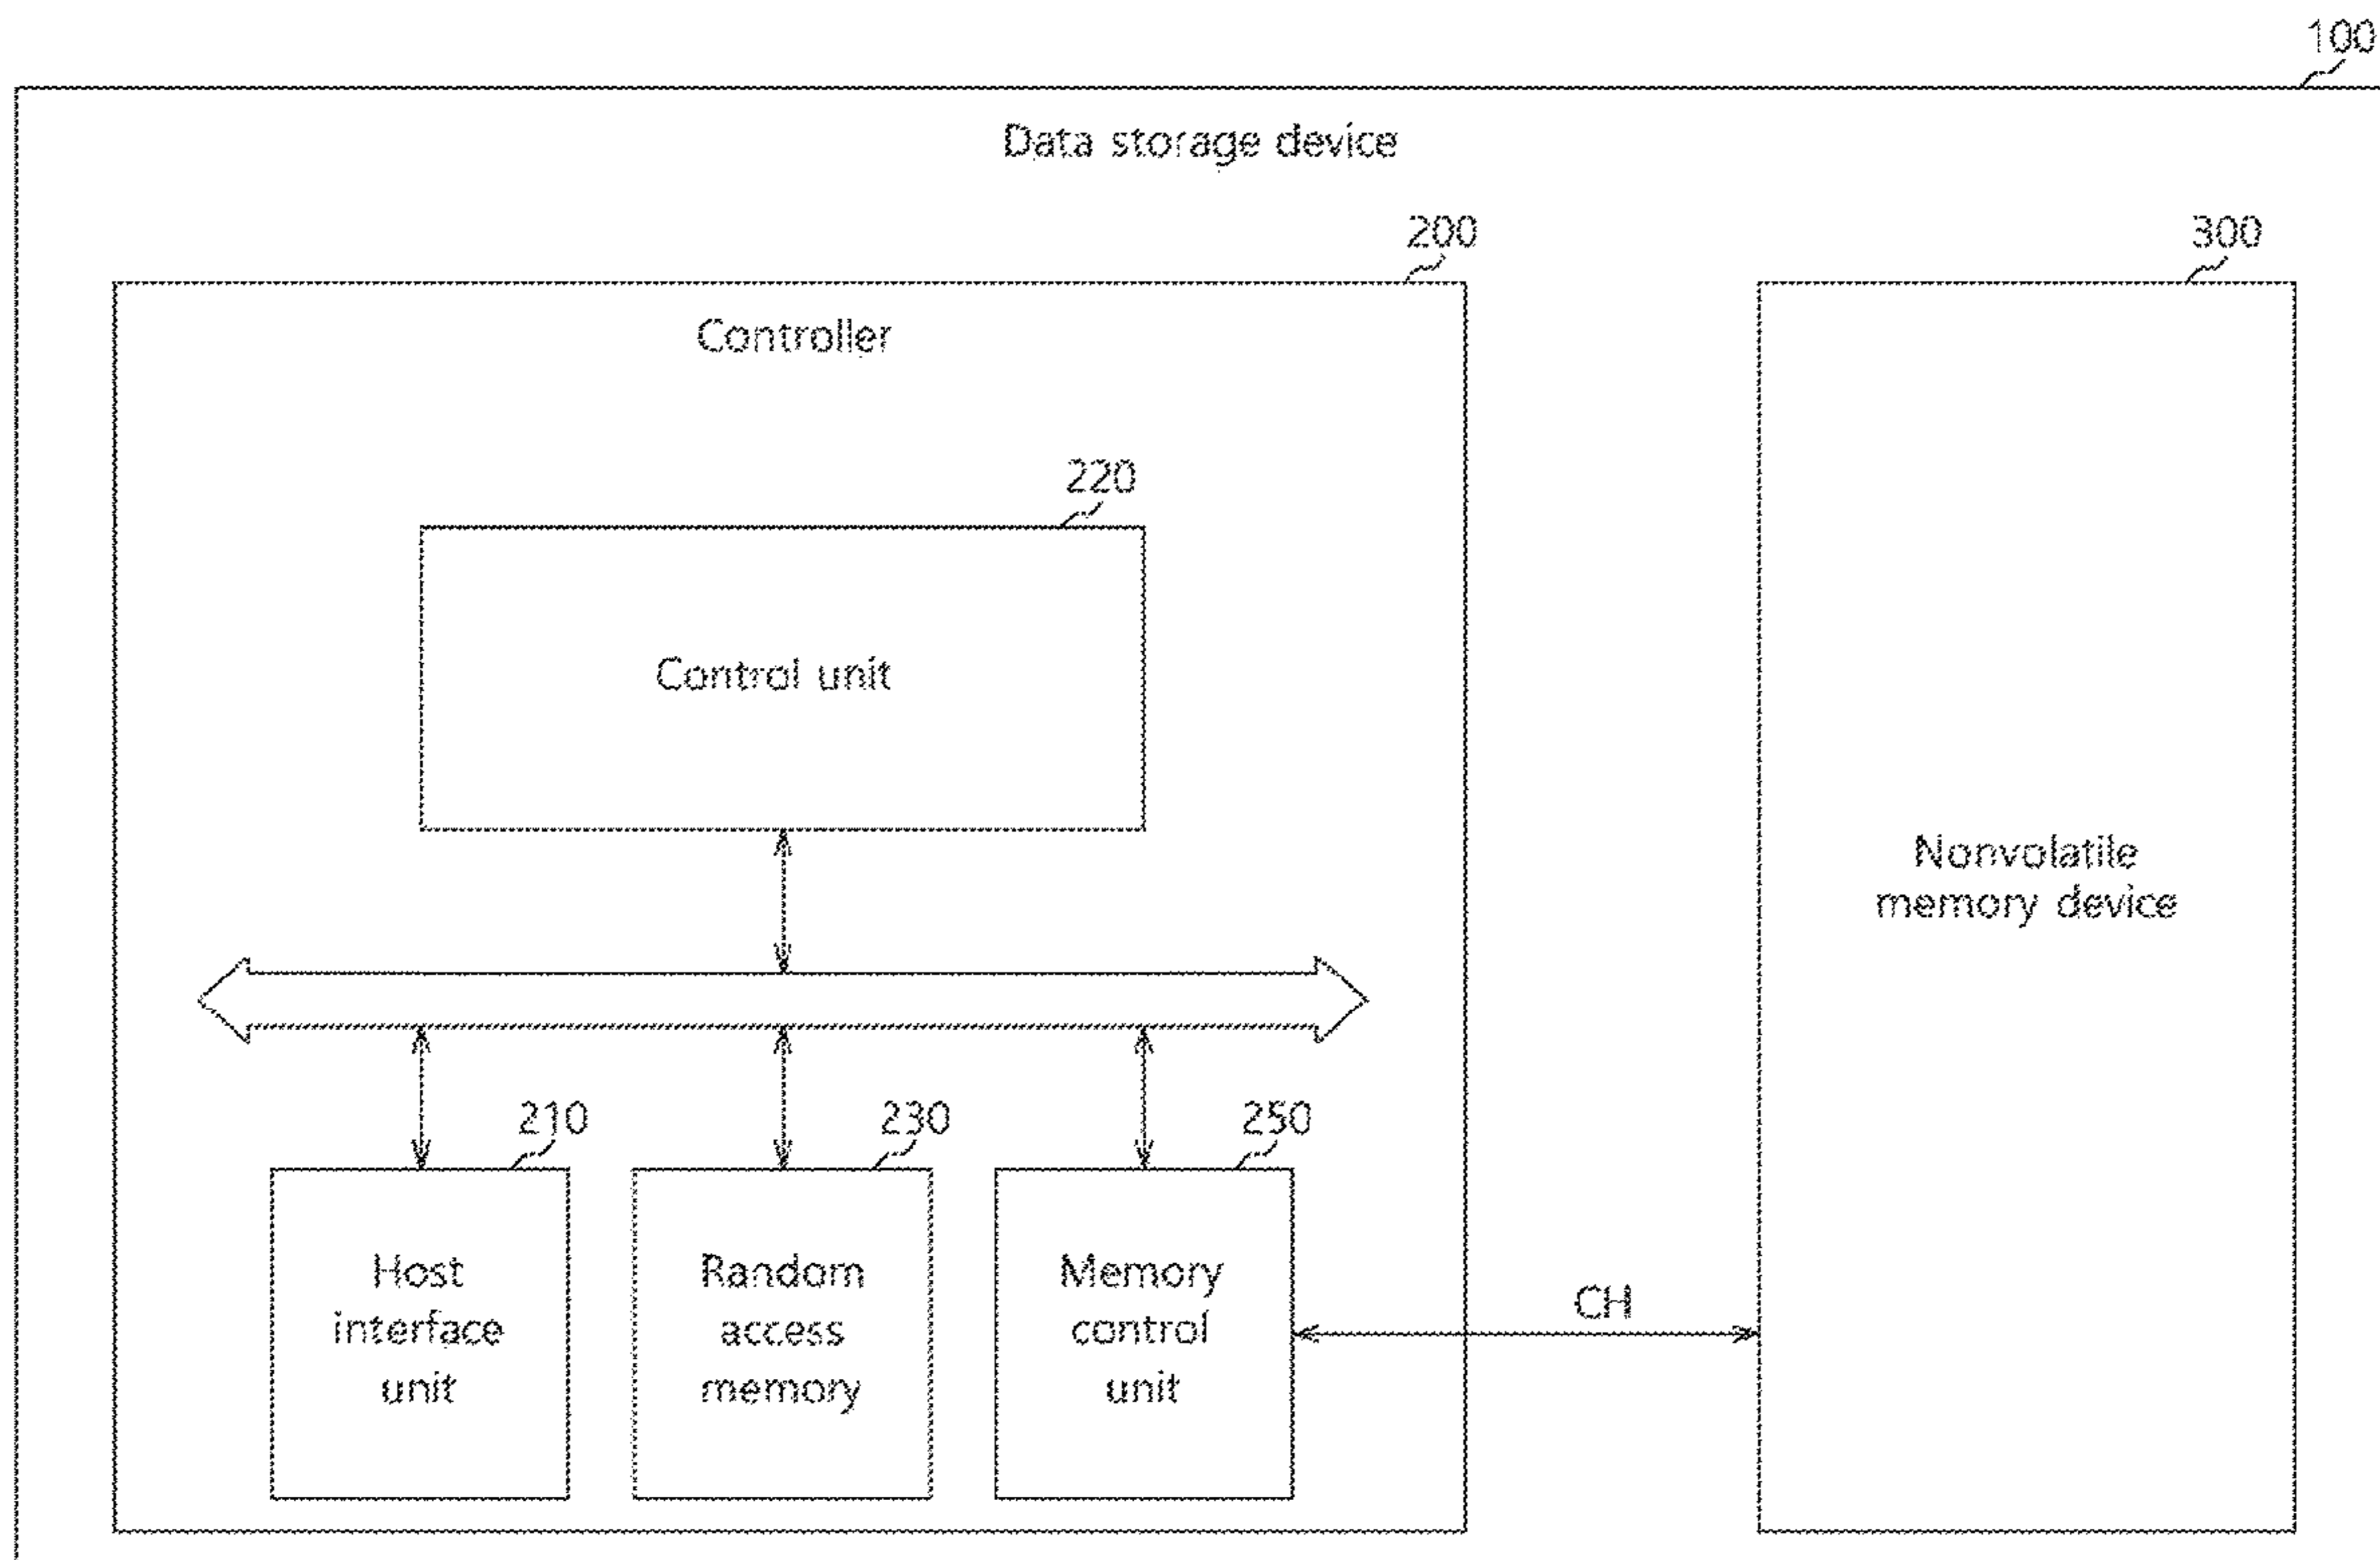 100
Data storage device
200
300
Controller
220
Control unit
Nonvolatile
memory device
210
230
250
Host
interface
unit
Random
access
memory
Memory
control
unit
CH